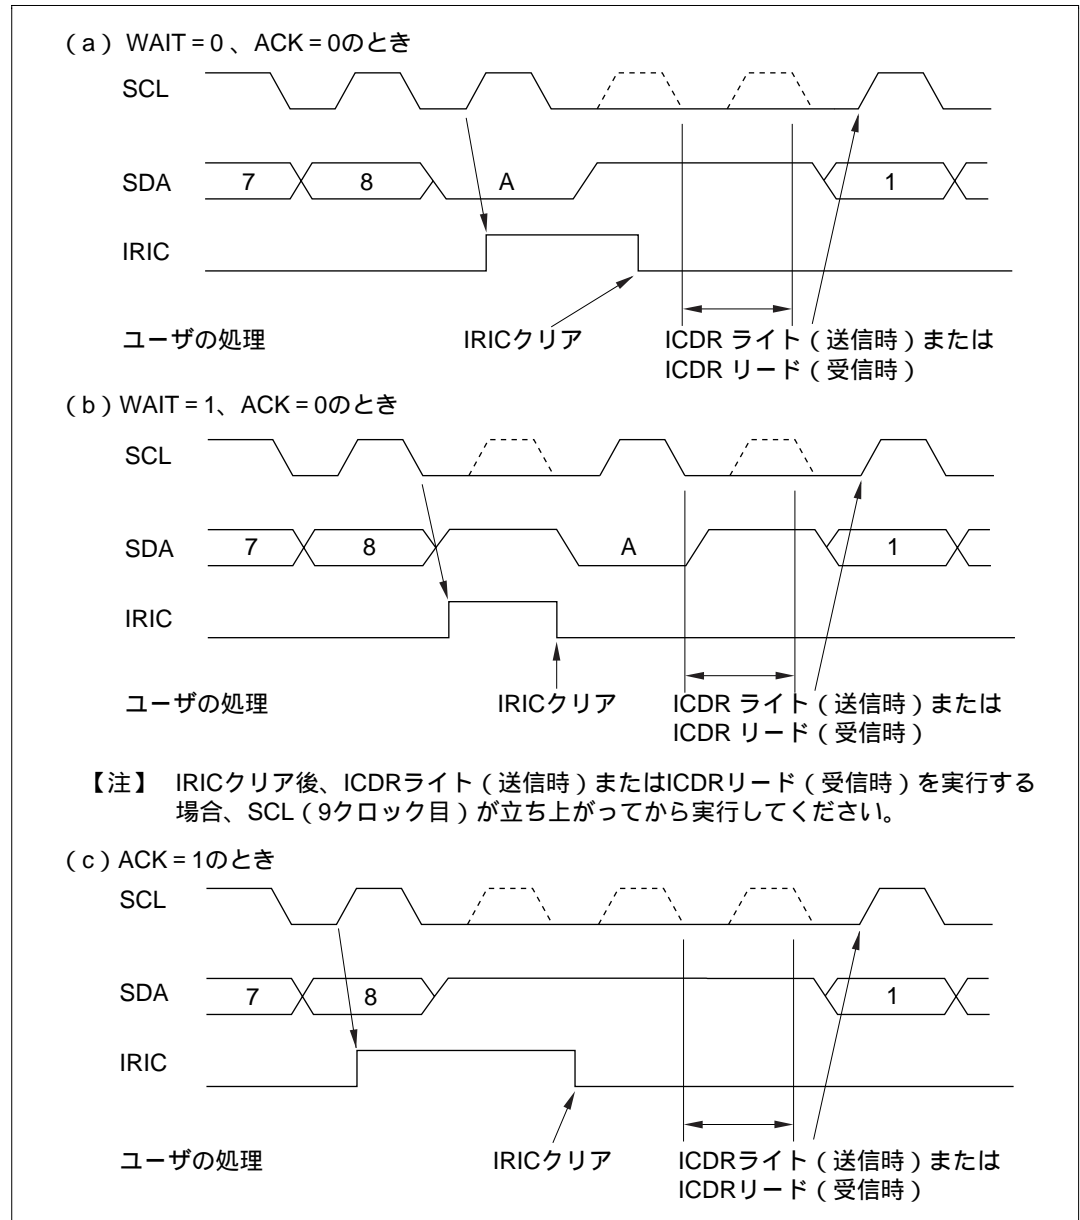 (a) WAIT = 0 、ACK = 0のとき
SCL
SDA 7 8 A 1
IRIC
ユーザの処理 IRICクリア ICDR ライト(送信時)または
ICDR リード(受信時)
(b) WAIT = 1、ACK = 0のとき
SCL
SDA 7 8 A 1
IRIC
ユーザの処理 IRICクリア ICDR ライト(送信時)または
ICDR リード(受信時)
【注】 IRICクリア後、ICDRライト(送信時)またはICDRリード(受信時)を実行する
場合、SCL(9クロック目)が立ち上がってから実行してください。
(c) ACK = 1のとき
SCL
SDA 7 8 1
IRIC
ユーザの処理 IRICクリア ICDRライト(送信時)または
ICDRリード(受信時)